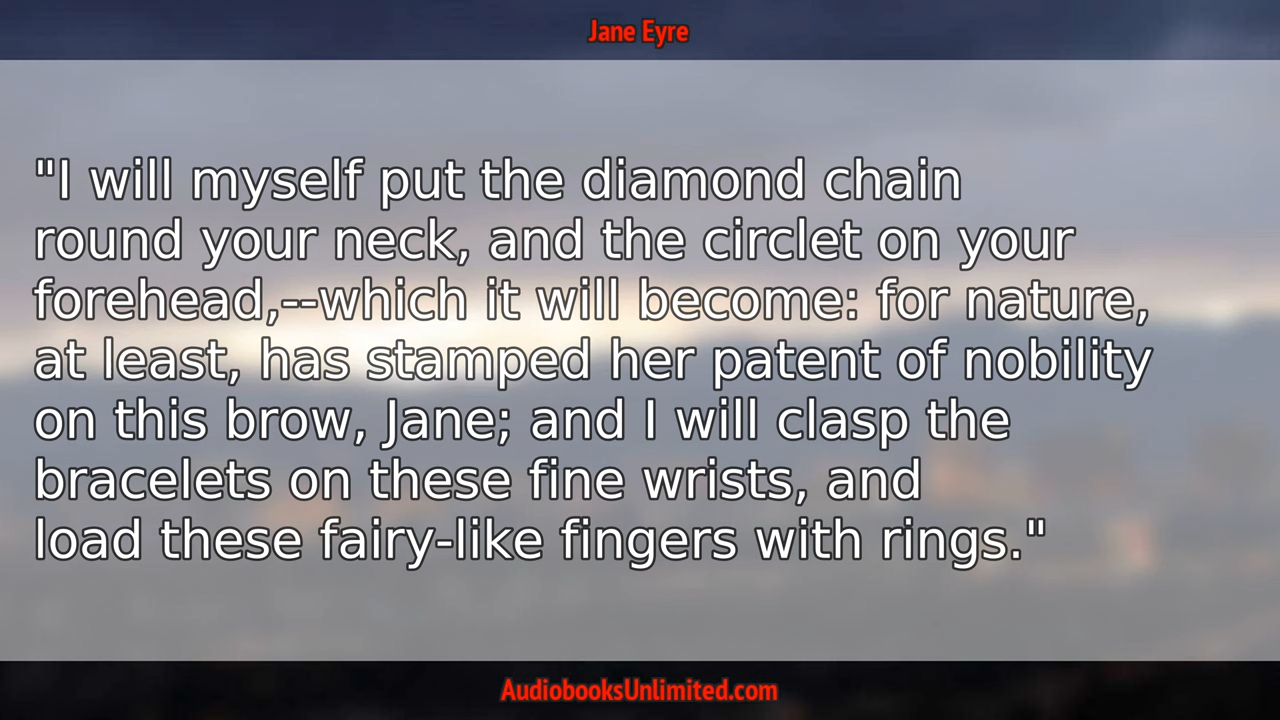 Jane Eyre
"I will myself put the diamond chain
round your neck, and the circlet on your
forehead,--which it will become: for nature,
at least, has stamped her patent of nobility
on this brow, Jane; and I will clasp the
bracelets on these fine wrists, and
load these fairy-like fingers with rings."
AudiobooksUnlimited.com